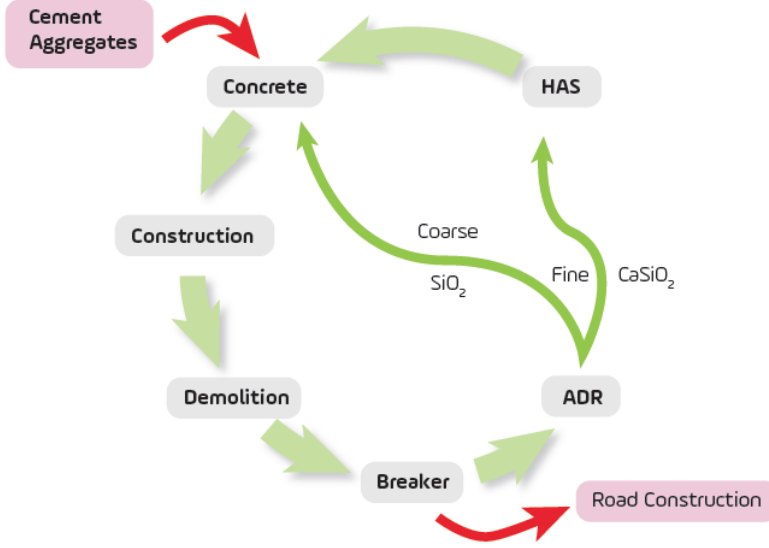 Cement
Aggregates
Concrete
HAS
Construction
Coarse
SiO₂
Fine
CaSiO₂
Demolition
ADR
Breaker
Road Construction